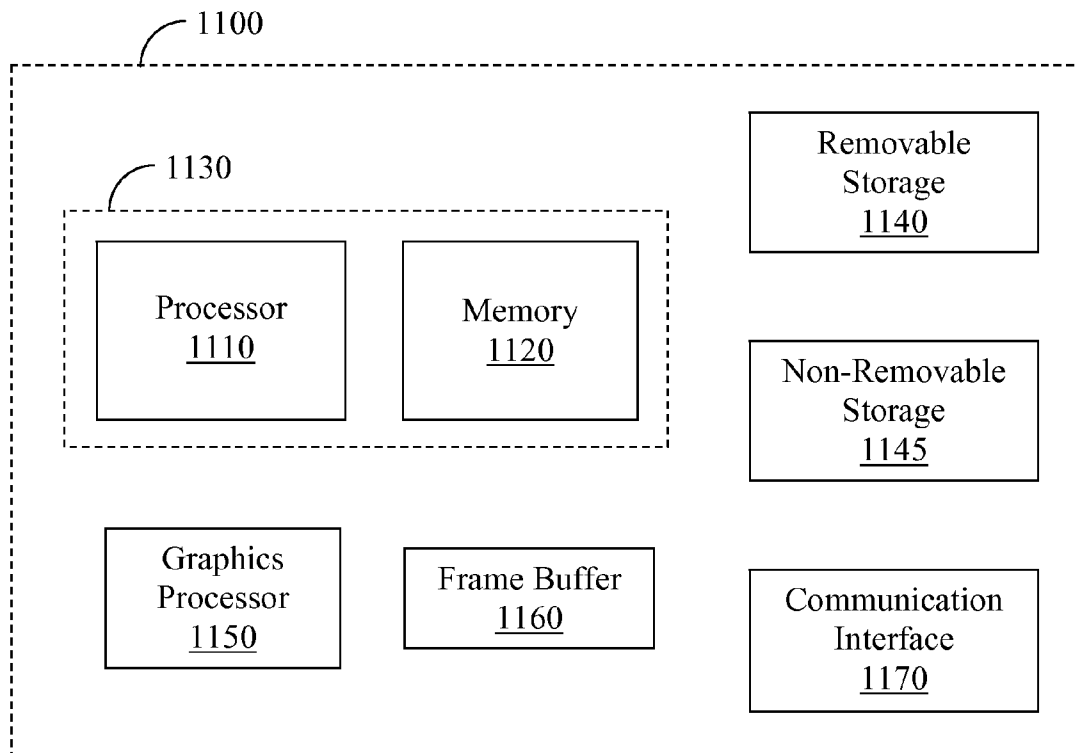 1100
1130
Processor
1110
Memory
1120
Removable
Storage
1140
Non-Removable
Storage
1145
Graphics
Processor
1150
Frame Buffer
1160
Communication
Interface
1170